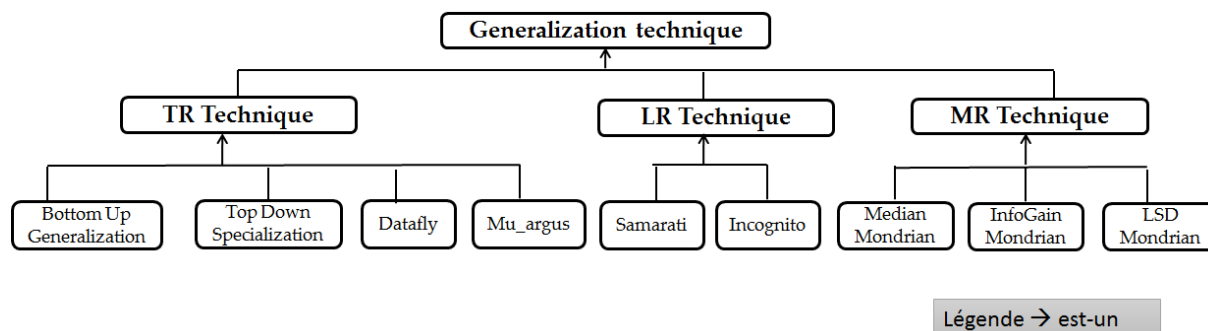 Generalization technique
TR Technique
LR Technique
MR Technique
Bottom Up
Generalization
Top Down
Specialization
Datafly
Mu_argus
Samarati
Incognito
Median
Mondrian
InfoGain
Mondrian
LSD
Mondrian
Légende → est-un